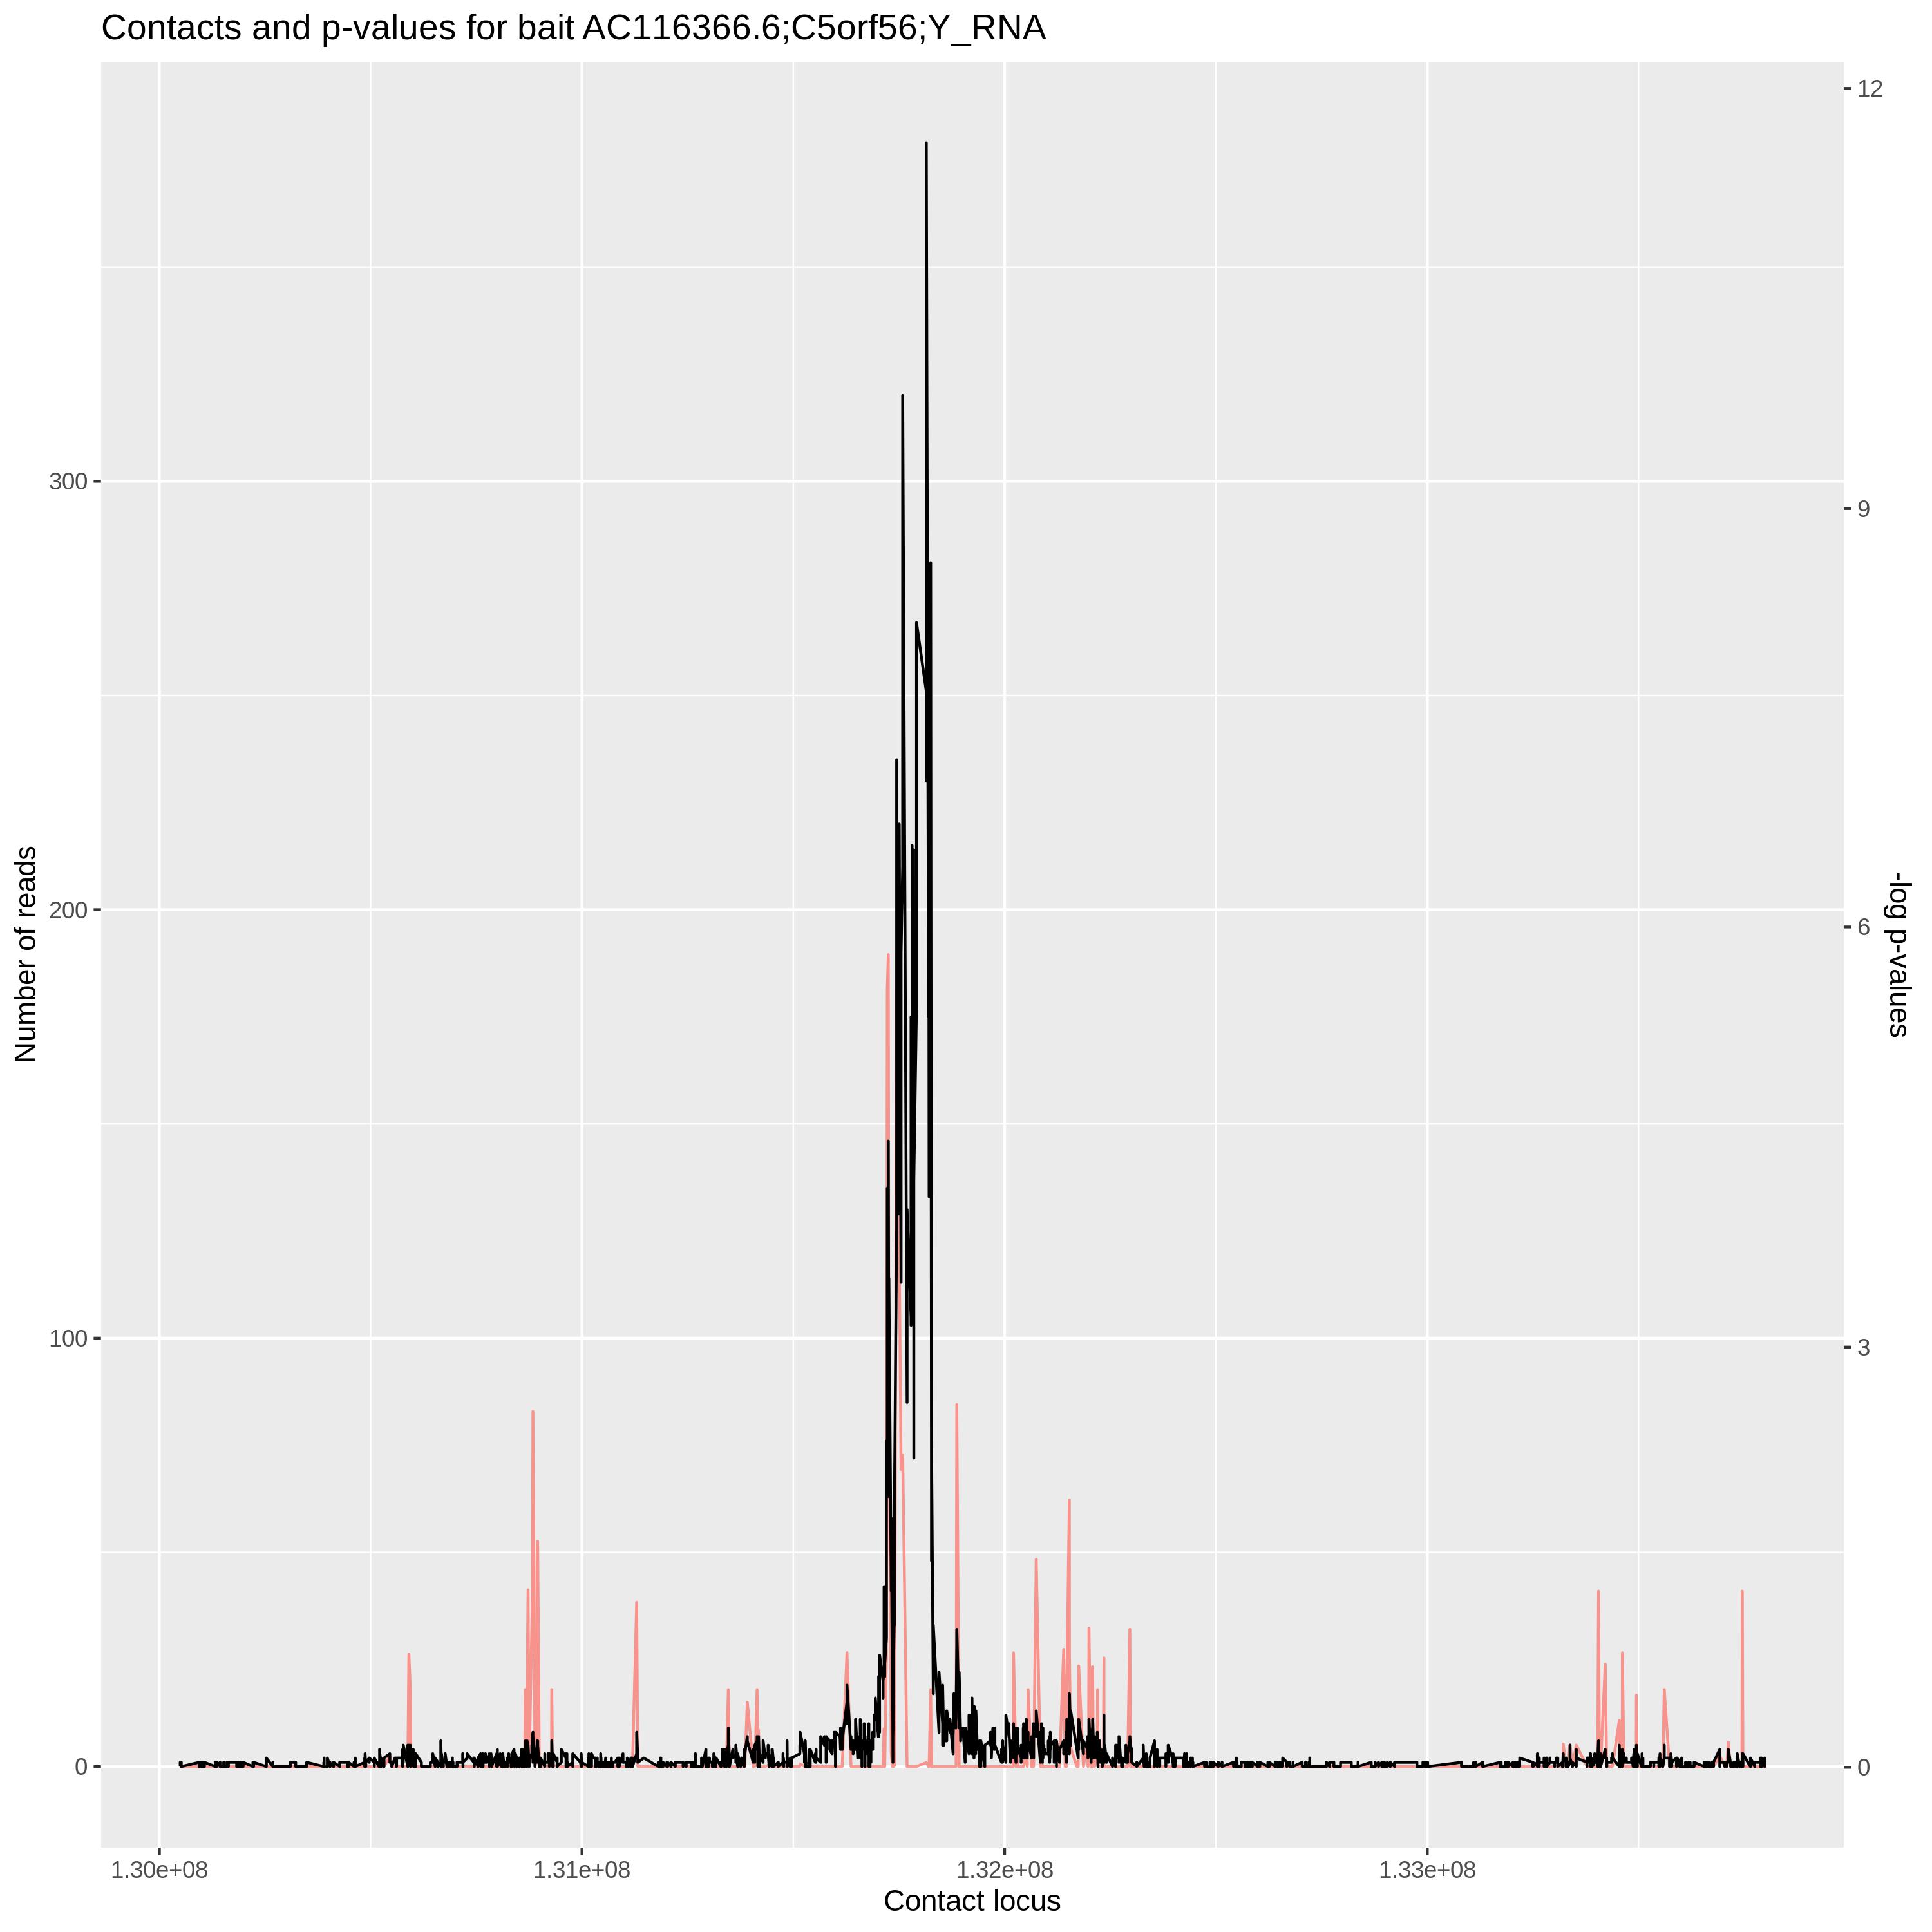 Contacts and p-values for bait AC116366.6;C5orf56;Y_RNA
12
9
6
3
0
-log p-values
300
200
100
0
Number of reads
1.30e+08
1.31e+08
1.32e+08
1.33e+08
Contact locus